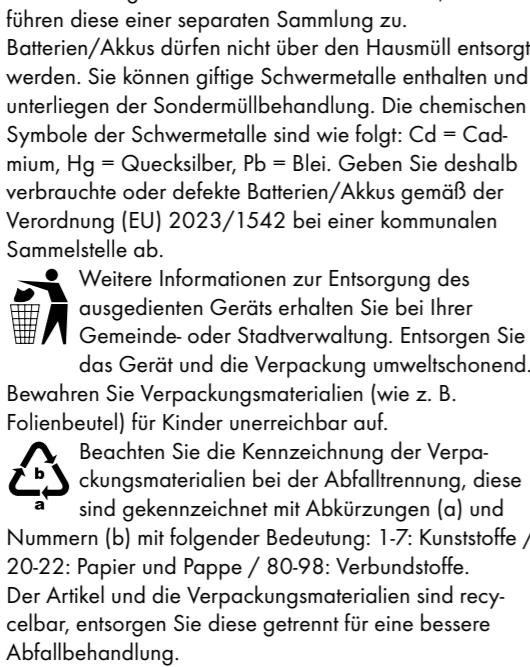 führen diese einer separaten Sammlung zu.
Batterien/Akkus dürfen nicht über den Hausmüll entsorgt
werden. Sie können giftige Schwermetalle enthalten und
unterliegen der Sondermüllbehandlung. Die chemischen
Symbole der Schwermetalle sind wie folgt: Cd = Cad-
mium, Hg = Quecksilber, Pb = Blei. Geben Sie deshalb
verbrauchte oder defekte Batterien/Akkus gemäß der
Verordnung (EU) 2023/1542 bei einer kommunalen
Sammelstelle ab.
Weitere Informationen zur Entsorgung des
ausgedienten Geräts erhalten Sie bei Ihrer
Gemeinde- oder Stadtverwaltung. Entsorgen Sie
das Gerät und die Verpackung umweltschonend.
Bewahren Sie Verpackungsmaterialien (wie z. B.
Folienbeutel) für Kinder unerreichbar auf.
Beachten Sie die Kennzeichnung der Verpa-
ckungsmaterialien bei der Abfalltrennung, diese
sind gekennzeichnet mit Abkürzungen (a) und
b
a
Nummern (b) mit folgender Bedeutung: 1-7: Kunststoffe /
20-22: Papier und Pappe / 80-98: Verbundstoffe.
Der Artikel und die Verpackungsmaterialien sind recy-
celbar, entsorgen Sie diese getrennt für eine bessere
Abfallbehandlung.